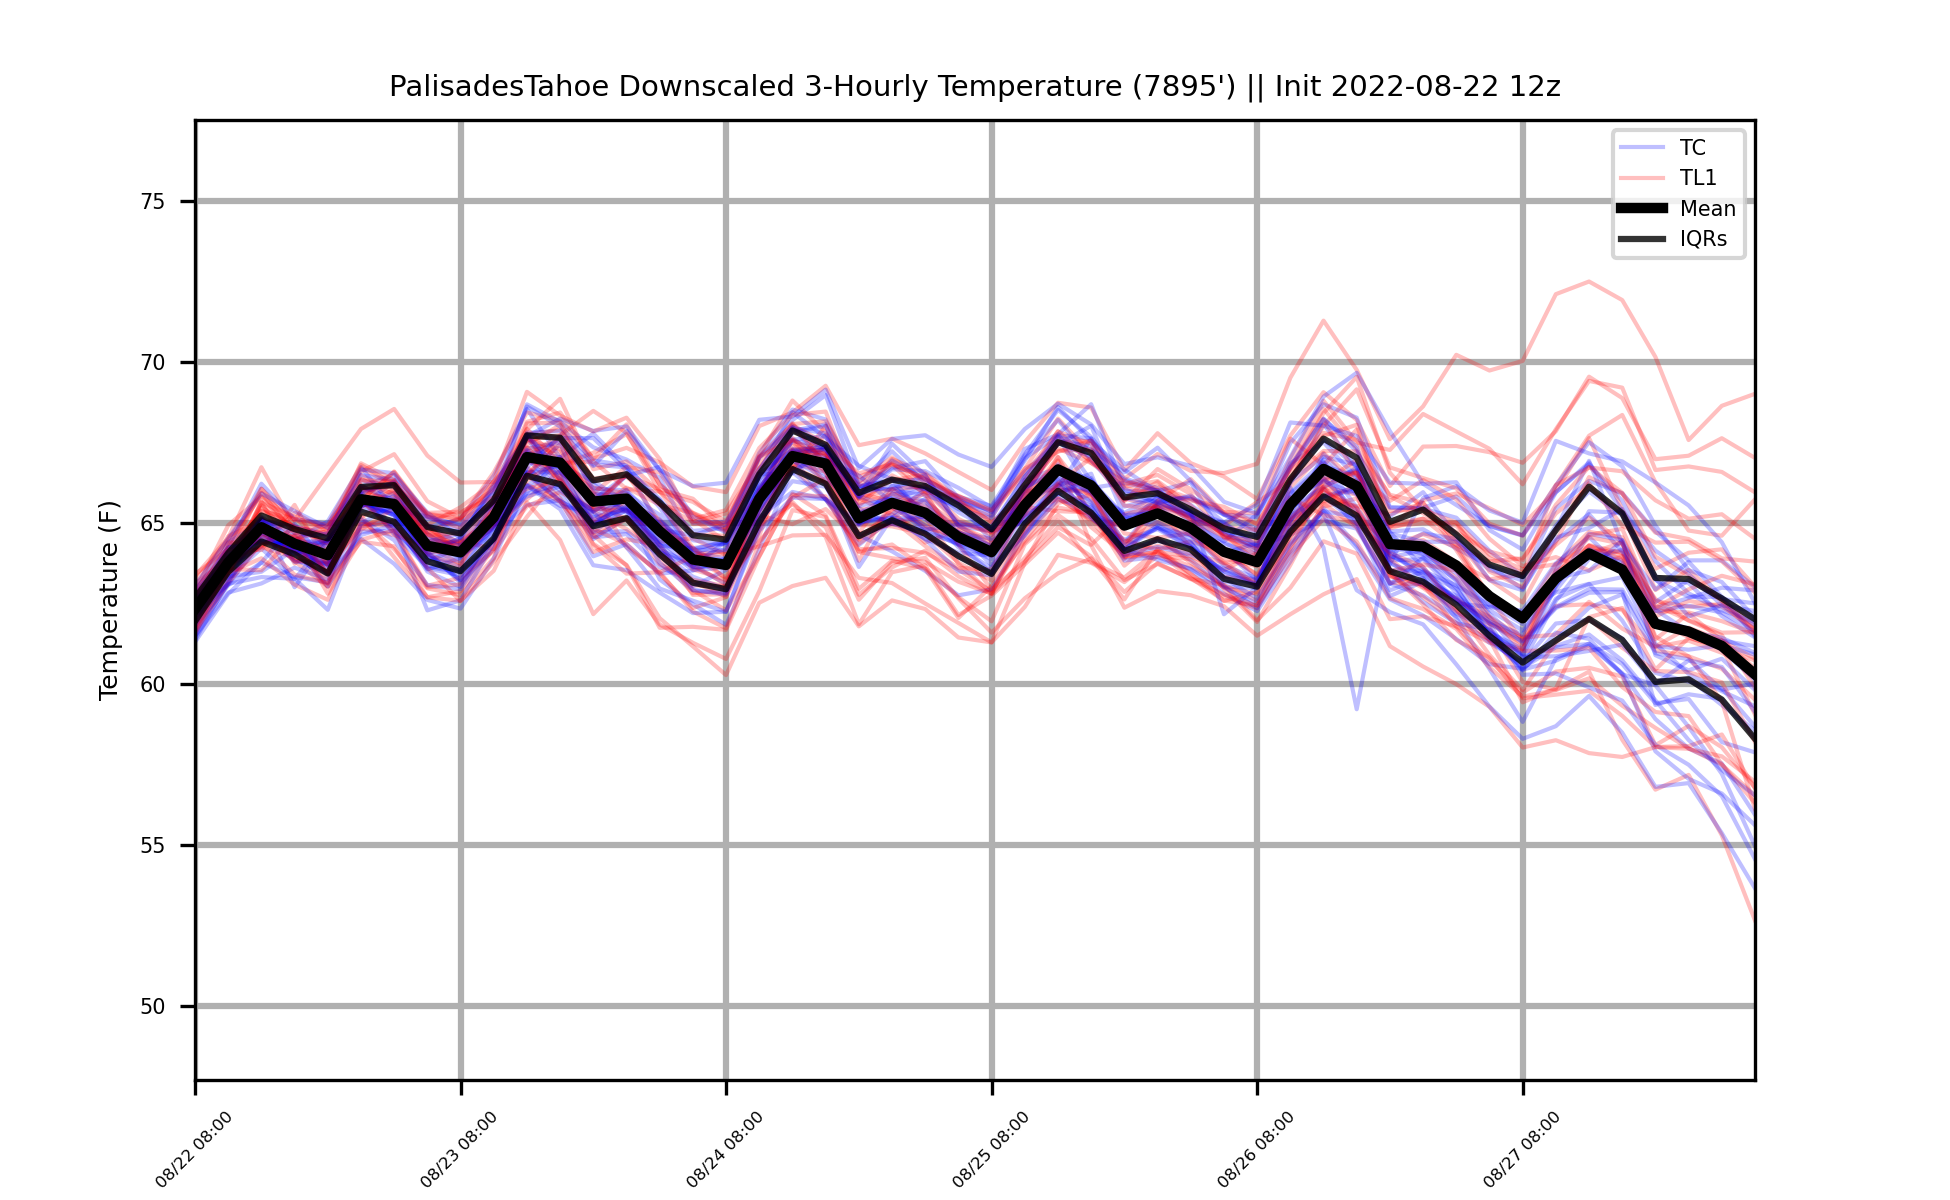 PalisadesTahoe Downscaled 3-Hourly Temperature (7895') || Init 2022-08-22 12z
TC
TL1
Mean
IQRs
Temperature (F)
75
70
65
60
55
50
08/22 08:00
08/23 08:00
08/24 08:00
08/25 08:00
08/26 08:00
08/27 08:00